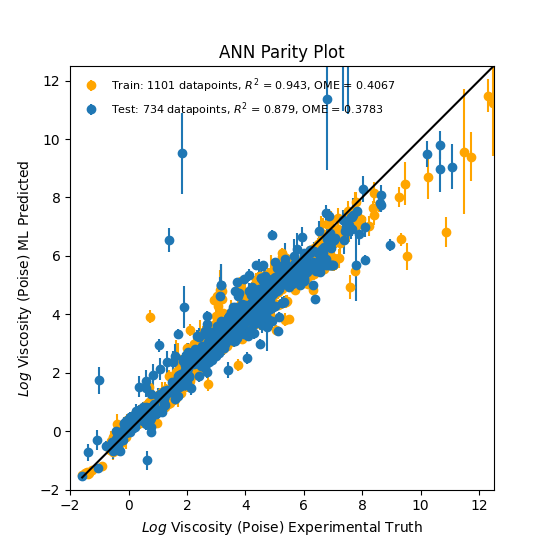 ANN Parity Plot
Train: 1101 datapoints, R² = 0.943, OME = 0.4067
Test: 734 datapoints, R² = 0.879, OME = 0.3783
Log Viscosity (Poise) ML Predicted
12
10
8
6
4
2
0
−2
−2 0 2 4 6 8 10 12
Log Viscosity (Poise) Experimental Truth